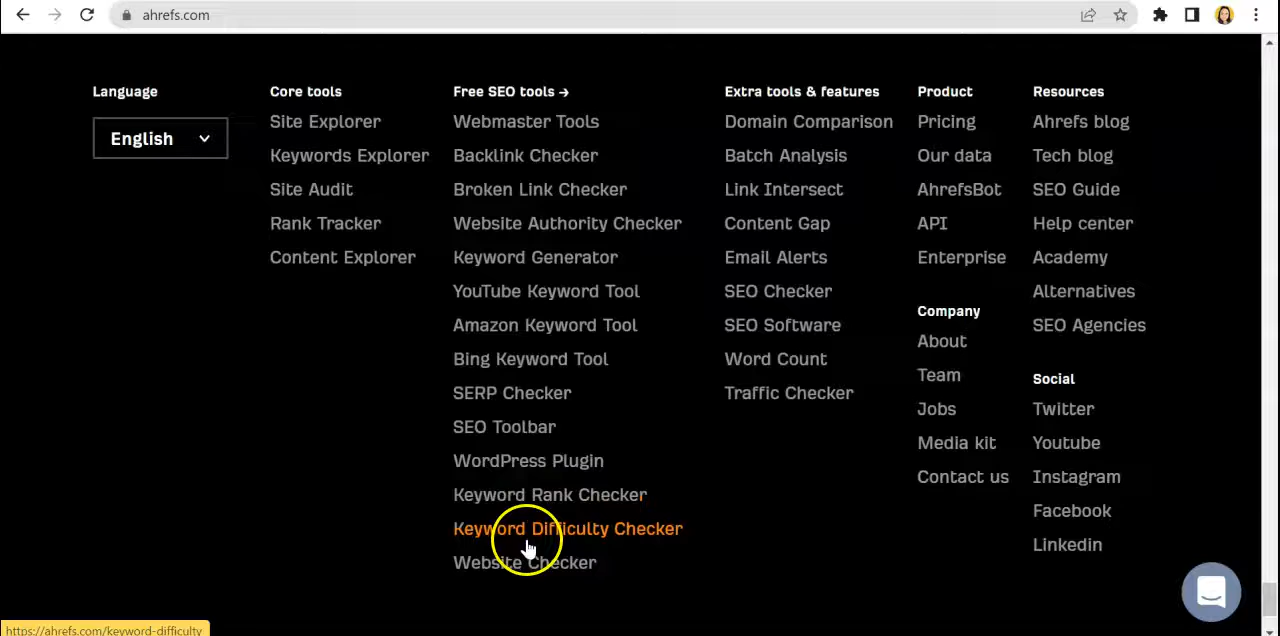 ahrefs.com
Language
English
Core tools
Site Explorer
Keywords Explorer
Site Audit
Rank Tracker
Content Explorer
Free SEO tools →
Webmaster Tools
Backlink Checker
Broken Link Checker
Website Authority Checker
Keyword Generator
YouTube Keyword Tool
Amazon Keyword Tool
Bing Keyword Tool
SERP Checker
SEO Toolbar
WordPress Plugin
Keyword Rank Checker
Keyword Difficulty Checker
Website Checker
Extra tools & features
Domain Comparison
Batch Analysis
Link Intersect
Content Gap
Email Alerts
SEO Checker
SEO Software
Word Count
Traffic Checker
Product
Pricing
Our data
AhrefsBot
API
Enterprise
Company
About
Team
Jobs
Media kit
Contact us
Resources
Ahrefs blog
Tech blog
SEO Guide
Help center
Academy
Alternatives
SEO Agencies
Social
Twitter
Youtube
Instagram
Facebook
Linkedin
https://ahrefs.com/keyword-difficulty